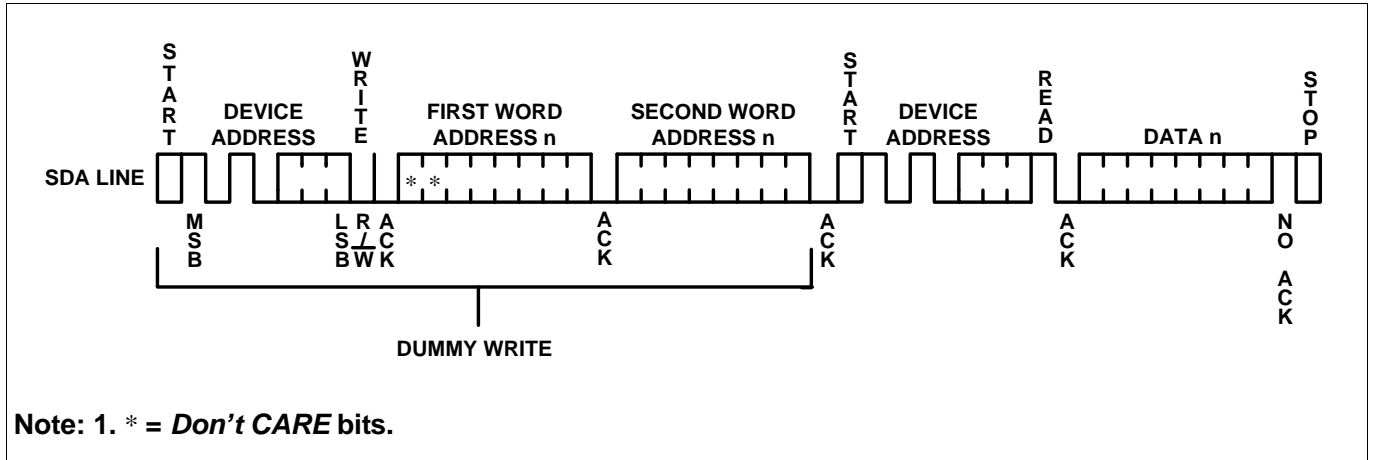 START
WRITE
START
READ
STOP
DEVICE
ADDRESS
FIRST WORD
ADDRESS n
SECOND WORD
ADDRESS n
DEVICE
ADDRESS
DATA n
SDA LINE
* *
MSB
LSB
R/W
ACK
ACK
ACK
ACK
NO ACK
DUMMY WRITE
Note: 1. * = Don't CARE bits.